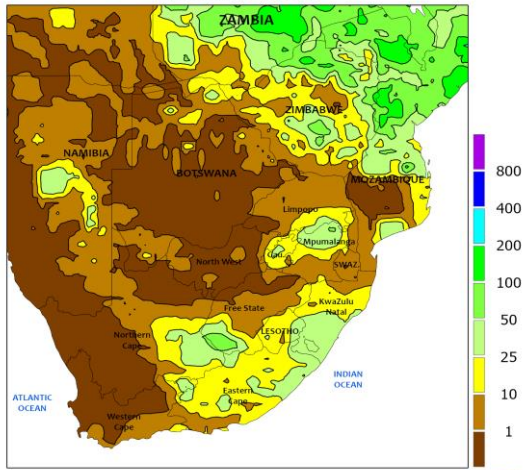 ZAMBIA
ZIMBABWE
NAMIBIA
BOTSWANA
MOZAMBIQUE
Limpopo
Mpumalanga
Gau.
North West
SWAZ.
KwaZulu
Natal
Free State
LESOTHO
Northern
Cape
Eastern
Cape
Western
Cape
ATLANTIC
OCEAN
INDIAN
OCEAN
800
400
200
100
50
25
10
1